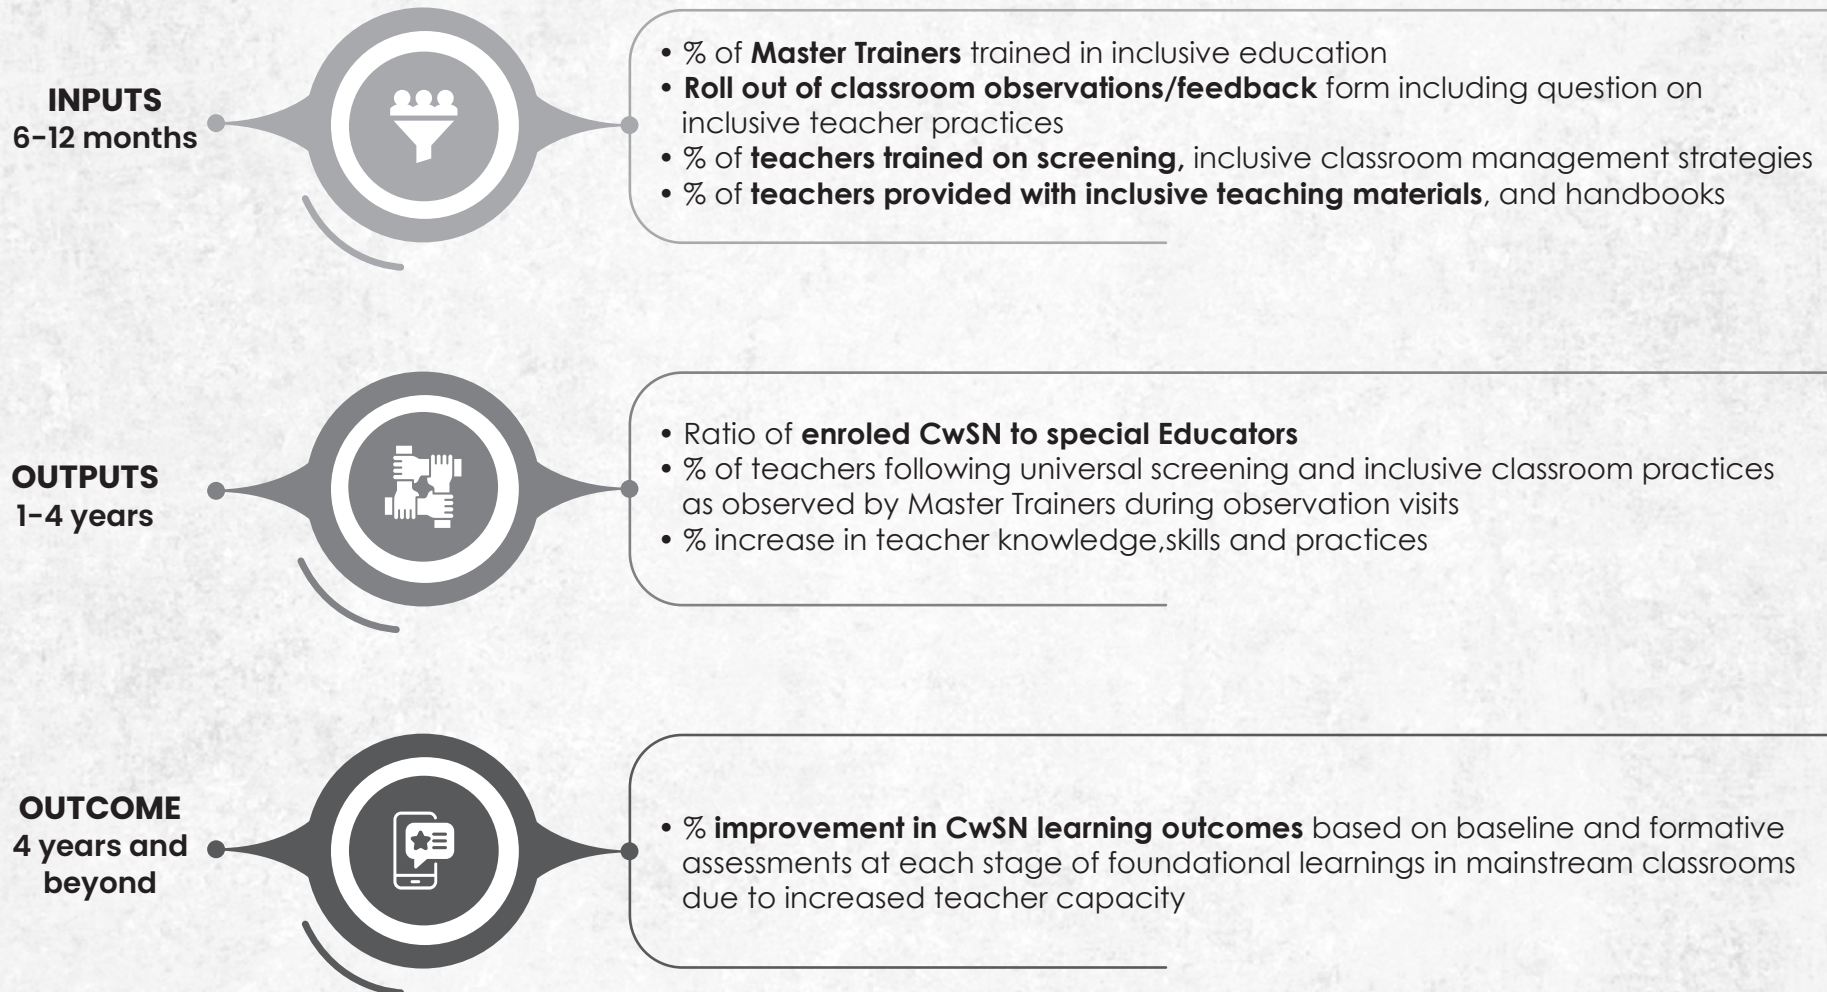 INPUTS
6-12 months
• % of Master Trainers trained in inclusive education
• Roll out of classroom observations/feedback form including question on
inclusive teacher practices
• % of teachers trained on screening, inclusive classroom management strategies
• % of teachers provided with inclusive teaching materials, and handbooks
OUTPUTS
1-4 years
• Ratio of enroled CwSN to special Educators
• % of teachers following universal screening and inclusive classroom practices
as observed by Master Trainers during observation visits
• % increase in teacher knowledge,skills and practices
OUTCOME
4 years and
beyond
• % improvement in CwSN learning outcomes based on baseline and formative
assessments at each stage of foundational learnings in mainstream classrooms
due to increased teacher capacity